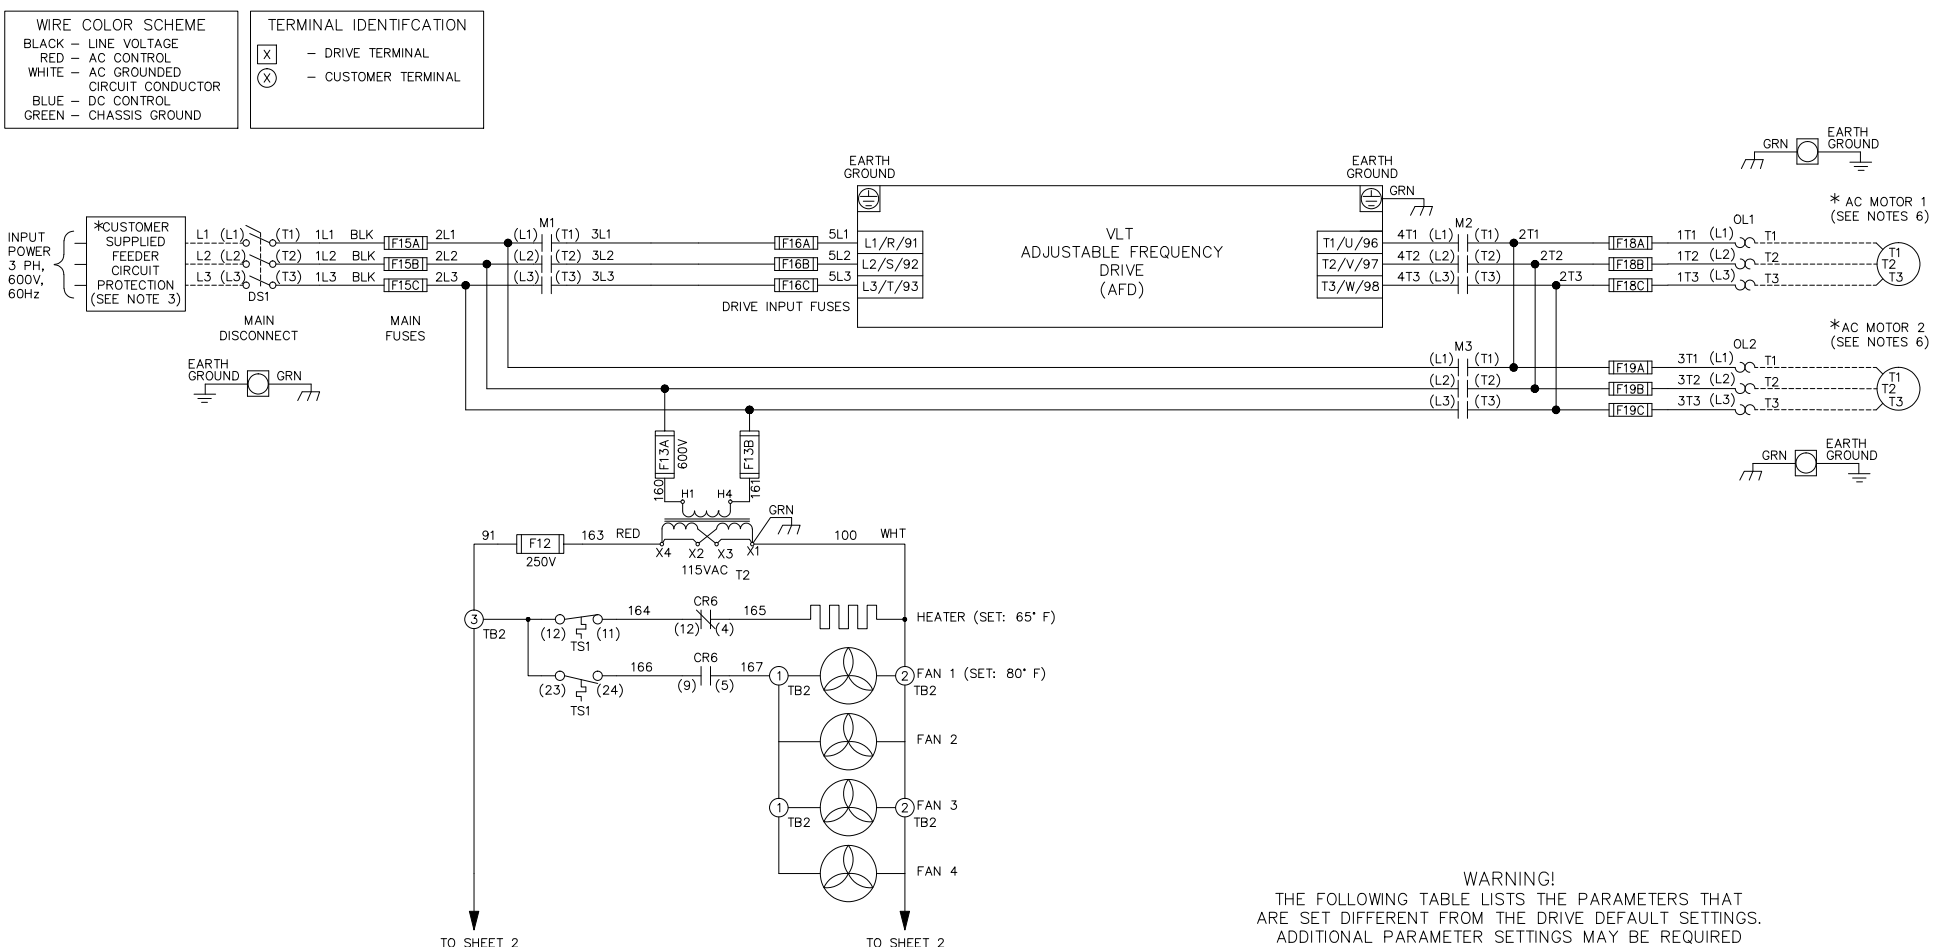 WIRE COLOR SCHEME
BLACK – LINE VOLTAGE
RED – AC CONTROL
WHITE – AC GROUNDED
CIRCUIT CONDUCTOR
BLUE – DC CONTROL
GREEN – CHASSIS GROUND
TERMINAL IDENTIFCATION
X – DRIVE TERMINAL
X – CUSTOMER TERMINAL
INPUT
POWER
3 PH,
600V,
60Hz
*CUSTOMER
SUPPLIED
FEEDER
CIRCUIT
PROTECTION
(SEE NOTE 3)
L1 (L1) (T1) 1L1 BLK F15A 2L1 (L1) M1 (T1) 3L1 F16A 5L1
L2 (L2) (T2) 1L2 BLK F15B 2L2 (L2) (T2) 3L2 F16B 5L2
L3 (L3) (T3) 1L3 BLK F15C 2L3 (L3) (T3) 3L3 F16C 5L3
DS1
MAIN
DISCONNECT
MAIN
FUSES
DRIVE INPUT FUSES
EARTH
GROUND GRN
EARTH
GROUND
EARTH
GROUND
GRN
L1/R/91
L2/S/92
L3/T/93
VLT
ADJUSTABLE FREQUENCY
DRIVE
(AFD)
T1/U/96
T2/V/97
T3/W/98
4T1 (L1) M2 (T1) 2T1 F18A 1T1 (L1) OL1 T1
4T2 (L2) (T2) 2T2 F18B 1T2 (L2) T2
4T3 (L3) (T3) 2T3 F18C 1T3 (L3) T3
GRN EARTH
GROUND
* AC MOTOR 1
(SEE NOTES 6)
T1
T2
T3
(L1) M3 (T1) F19A 3T1 (L1) OL2 T1
(L2) (T2) F19B 3T2 (L2) T2
(L3) (T3) F19C 3T3 (L3) T3
*AC MOTOR 2
(SEE NOTES 6)
T1
T2
T3
GRN EARTH
GROUND
F13A 600V F13B
160 H1 H4 161
GRN
91 F12 163 RED X4 X2 X3 X1 100 WHT
250V
115VAC T2
3 TB2 (12) (11) 164 CR6 (12) (4) 165 HEATER (SET: 65° F)
TS1
(23) (24) 166 CR6 (9) (5) 167 1 TB2 2 TB2 FAN 1 (SET: 80° F)
TS1
FAN 2
1 TB2 2 TB2 FAN 3
FAN 4
TO SHEET 2 TO SHEET 2
WARNING!
THE FOLLOWING TABLE LISTS THE PARAMETERS THAT
ARE SET DIFFERENT FROM THE DRIVE DEFAULT SETTINGS.
ADDITIONAL PARAMETER SETTINGS MAY BE REQUIRED